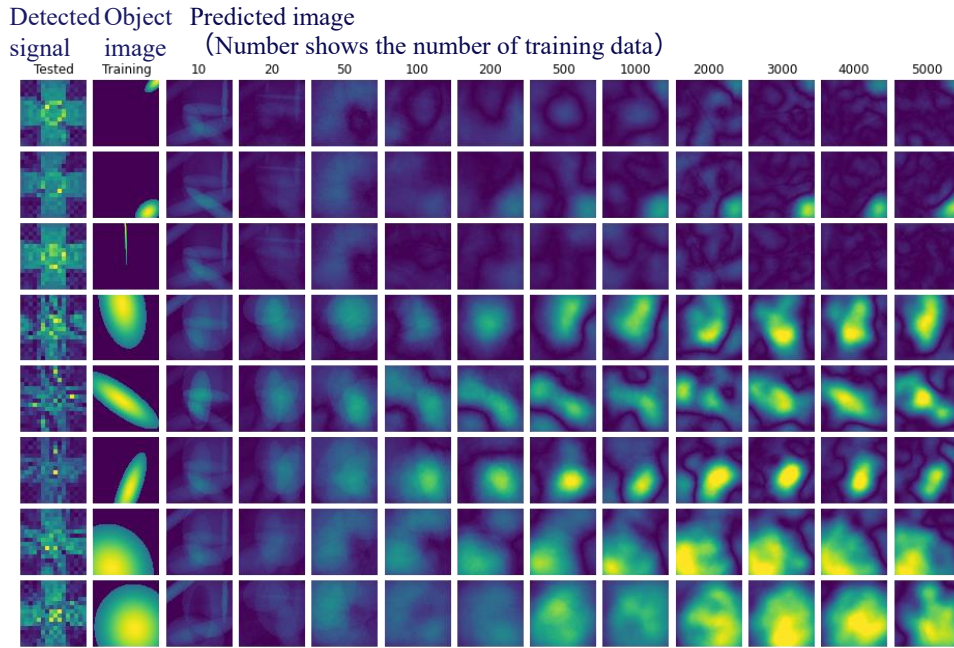 Detected Object Predicted image
signal image （Number shows the number of training data）
Tested Training 10 20 50 100 200 500 1000 2000 3000 4000 5000